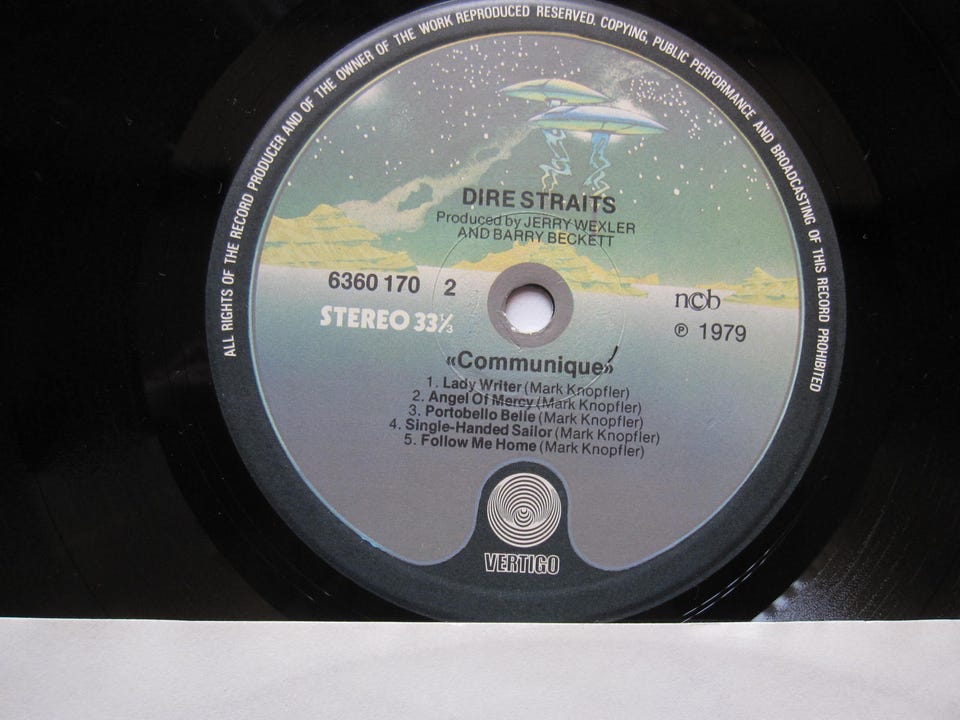 ALL RIGHTS OF THE RECORD PRODUCER AND OF THE OWNER OF THE WORK REPRODUCED RESERVED. COPYING, PUBLIC PERFORMANCE AND BROADCASTING OF THIS RECORD PROHIBITED
DIRE STRAITS
Produced by JERRY WEXLER
AND BARRY BECKETT
6360 170 2
ncb
STEREO 33⅓
℗ 1979
«Communique»
1. Lady Writer (Mark Knopfler)
2. Angel Of Mercy (Mark Knopfler)
3. Portobello Belle (Mark Knopfler)
4. Single-Handed Sailor (Mark Knopfler)
5. Follow Me Home (Mark Knopfler)
VERTIGO